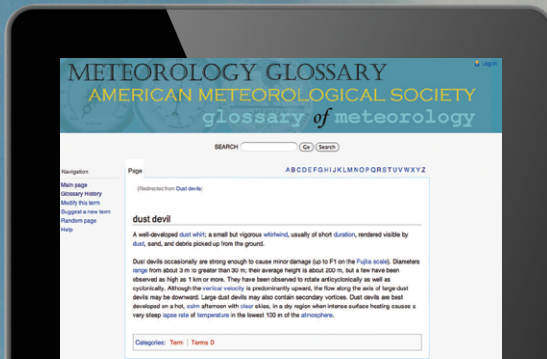 METEOROLOGY GLOSSARY
Log in
AMERICAN METEOROLOGICAL SOCIETY
glossary of meteorology
SEARCH Go Search
Navigation
Main page
Glossary History
Modify this term
Suggest a new term
Random page
Help
Page
A B C D E F G H I J K L M N O P Q R S T U V W X Y Z
(Redirected from Dust devils)
dust devil
A well-developed dust whirl; a small but vigorous whirlwind, usually of short duration, rendered visible by
dust, sand, and debris picked up from the ground.
Dust devils occasionally are strong enough to cause minor damage (up to F1 on the Fujita scale). Diameters
range from about 3 m to greater than 30 m; their average height is about 200 m, but a few have been
observed as high as 1 km or more. They have been observed to rotate anticyclonically as well as
cyclonically. Although the vertical velocity is predominantly upward, the flow along the axis of large dust
devils may be downward. Large dust devils may also contain secondary vortices. Dust devils are best
developed on a hot, calm afternoon with clear skies, in a dry region when intense surface heating causes a
very steep lapse rate of temperature in the lowest 100 m of the atmosphere.
Categories: Term | Terms D